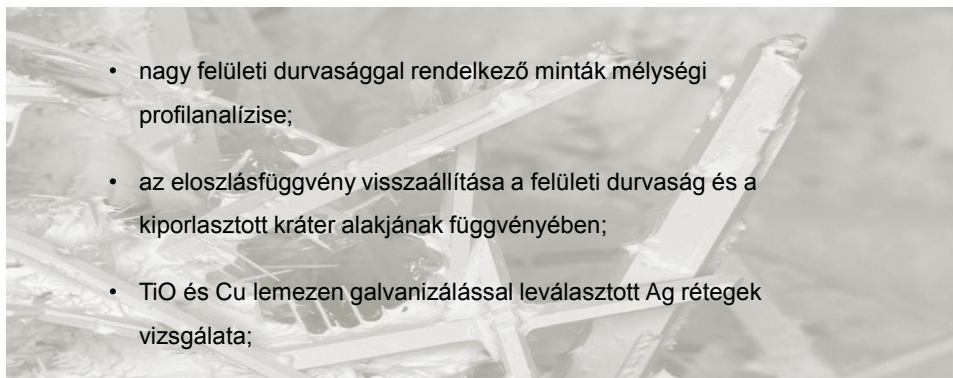 • nagy felületi durvasággal rendelkező minták mélységi
profilanalízise;
• az eloszlásfüggvény visszaállítása a felületi durvaság és a
kiporlasztott kráter alakjának függvényében;
• TiO és Cu lemezen galvanizálással leválasztott Ag rétegek
vizsgálata;